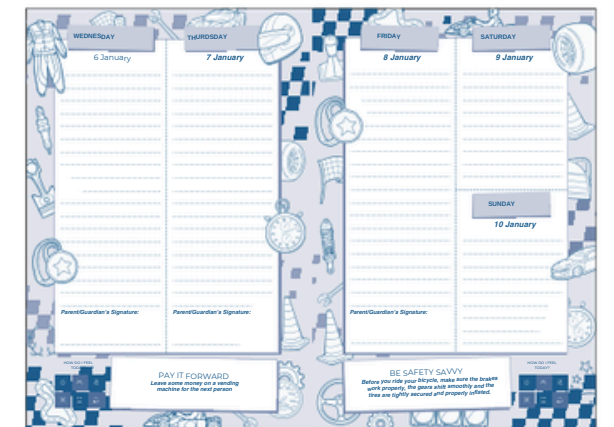 WEDNESDAY
THURDSDAY
6 January
7 January
Parent/Guardian's Signature:
Parent/Guardian's Signature:
HOW DO I FEEL
TODAY?
PAY IT FORWARD
Leave some money on a vending
machine for the next person
FRIDAY
SATURDAY
8 January
9 January
SUNDAY
10 January
Parent/Guardian's Signature:
BE SAFETY SAVVY
Before you ride your bicycle, make sure the brakes
work properly, the gears shift smoothly and the
tires are tightly secured and properly inflated.
HOW DO I FEEL
TODAY?